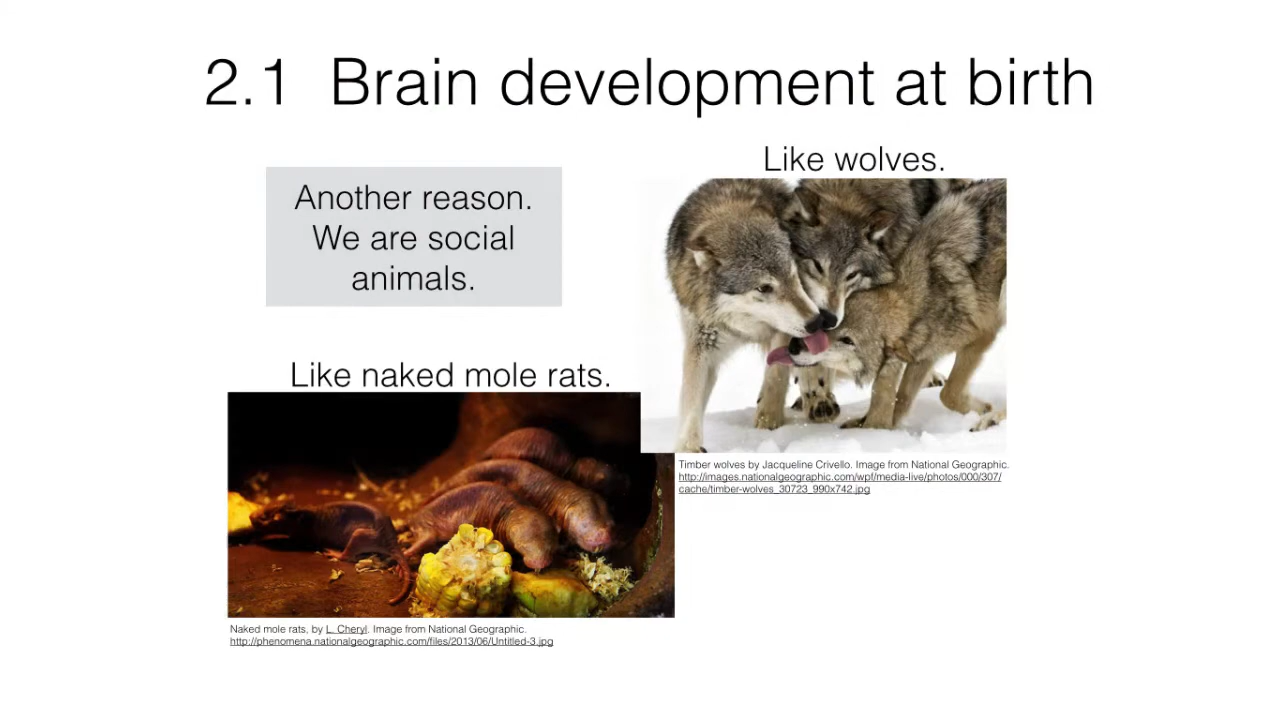 2.1 Brain development at birth
Another reason.
We are social
animals.
Like wolves.
Timber wolves by Jacqueline Crivello. Image from National Geographic.
http://images.nationalgeographic.com/wpf/media-live/photos/000/307/
cache/timber-wolves_30723_990x742.jpg
Like naked mole rats.
Naked mole rats, by L. Cheryl. Image from National Geographic.
http://phenomena.nationalgeographic.com/files/2013/06/Untitled-3.jpg